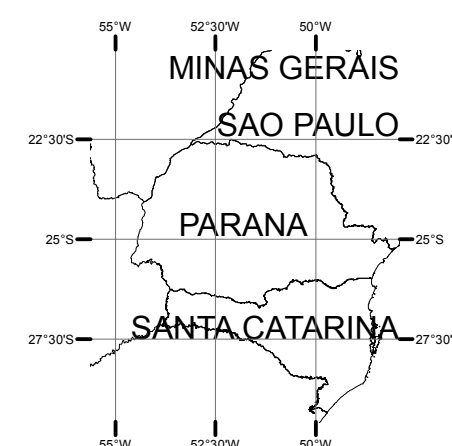 55°W 52°30'W 50°W
MINAS GERAIS
SAO PAULO
22°30'S 22°30'
PARANA
25°S 25°S
SANTA CATARINA
27°30'S 27°30'
55°W 52°30'W 50°W